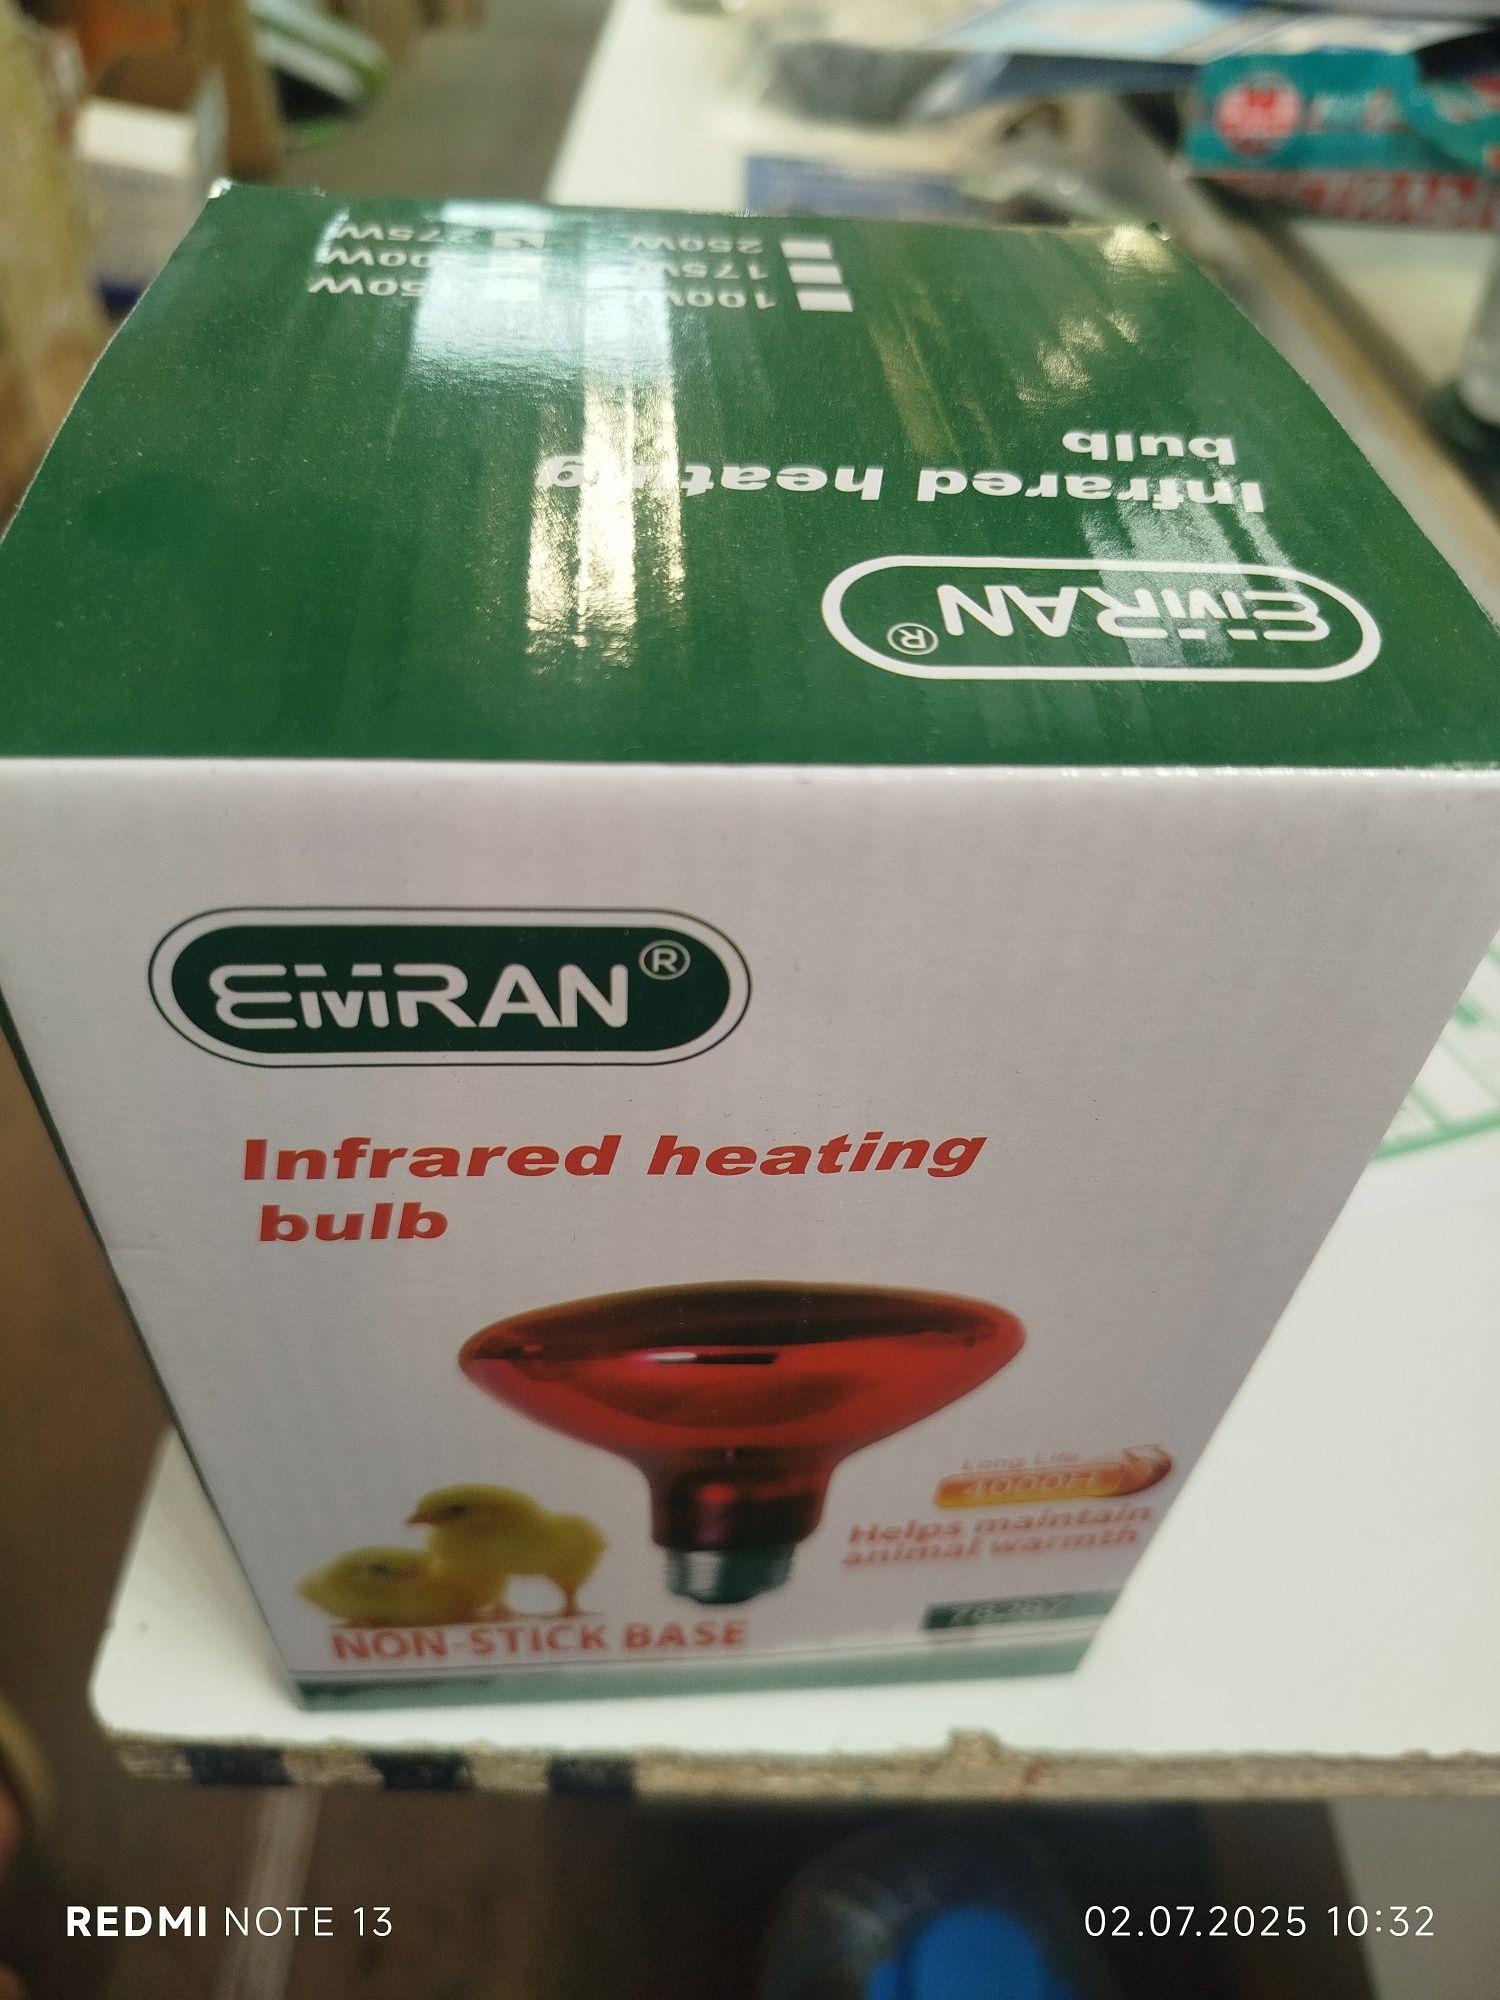 EMRAN®
Infrared heating
bulb
100W
175W
250W
275W
EMRAN®
Infrared heating
bulb
Long Life
4000H
Helps maintain
animal warmth
NON-STICK BASE
REDMI NOTE 13
02.07.2025 10:32